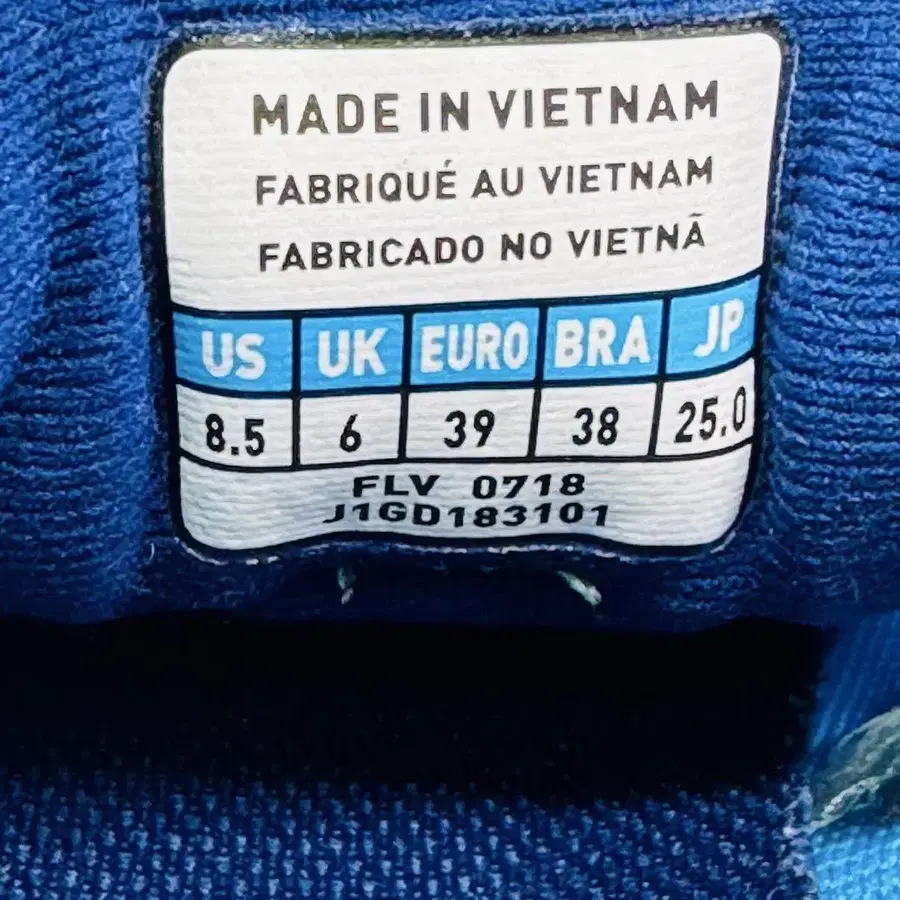 MADE IN VIETNAM
FABRIQUÉ AU VIETNAM
FABRICADO NO VIETNÃ
US UK EURO BRA JP
8.5 6 39 38 25.0
FLV 0718
J1GD183101